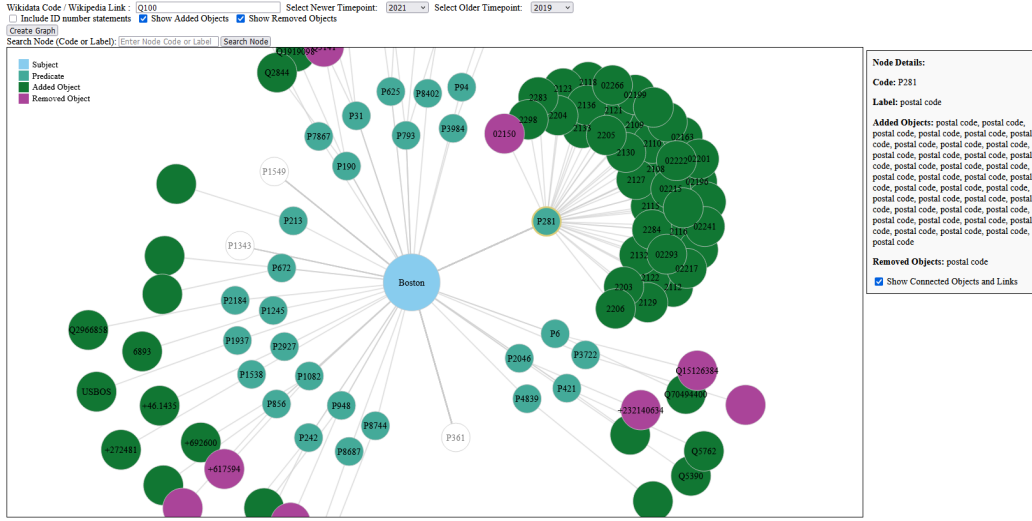 Wikidata Code / Wikipedia Link : Q100 Select Newer Timepoint: 2021 Select Older Timepoint: 2019
Include ID number statements Show Added Objects Show Removed Objects
Create Graph
Search Node (Code or Label): Enter Node Code or Label Search Node
Subject
Predicate
Added Object
Removed Object
Q2844
P625
P8402
P94
P31
P793
P3984
P7867
P190
P1549
P213
P1343
P672
P2184
P1245
Q2966858
6893
P1937
P2927
USBOS
P1538
P1082
+46.1435
P856
P948
P8744
+272481
+692600
+617594
P242
P8687
P361
Boston
P281
02150
2283
2123
2118
02266
02199
2298
2204
2136
2121
2133
2205
2109
02163
2130
2110
02222
02201
2108
2127
02215
02196
2115
2284
2116
02241
2132
02293
02217
2122
2203
2112
2206
2129
P6
P2046
P3722
P421
P4839
Q15126384
Q70494400
+232140634
Q5762
Q5390
Node Details:
Code: P281
Label: postal code
Added Objects: postal code, postal code,
postal code, postal code, postal code, postal
code, postal code, postal code, postal code,
postal code, postal code, postal code, postal
code, postal code, postal code, postal code,
postal code, postal code, postal code, postal
code, postal code, postal code, postal code,
postal code, postal code, postal code, postal
code, postal code, postal code, postal code,
postal code, postal code, postal code, postal
code, postal code, postal code, postal code,
postal code
Removed Objects: postal code
Show Connected Objects and Links